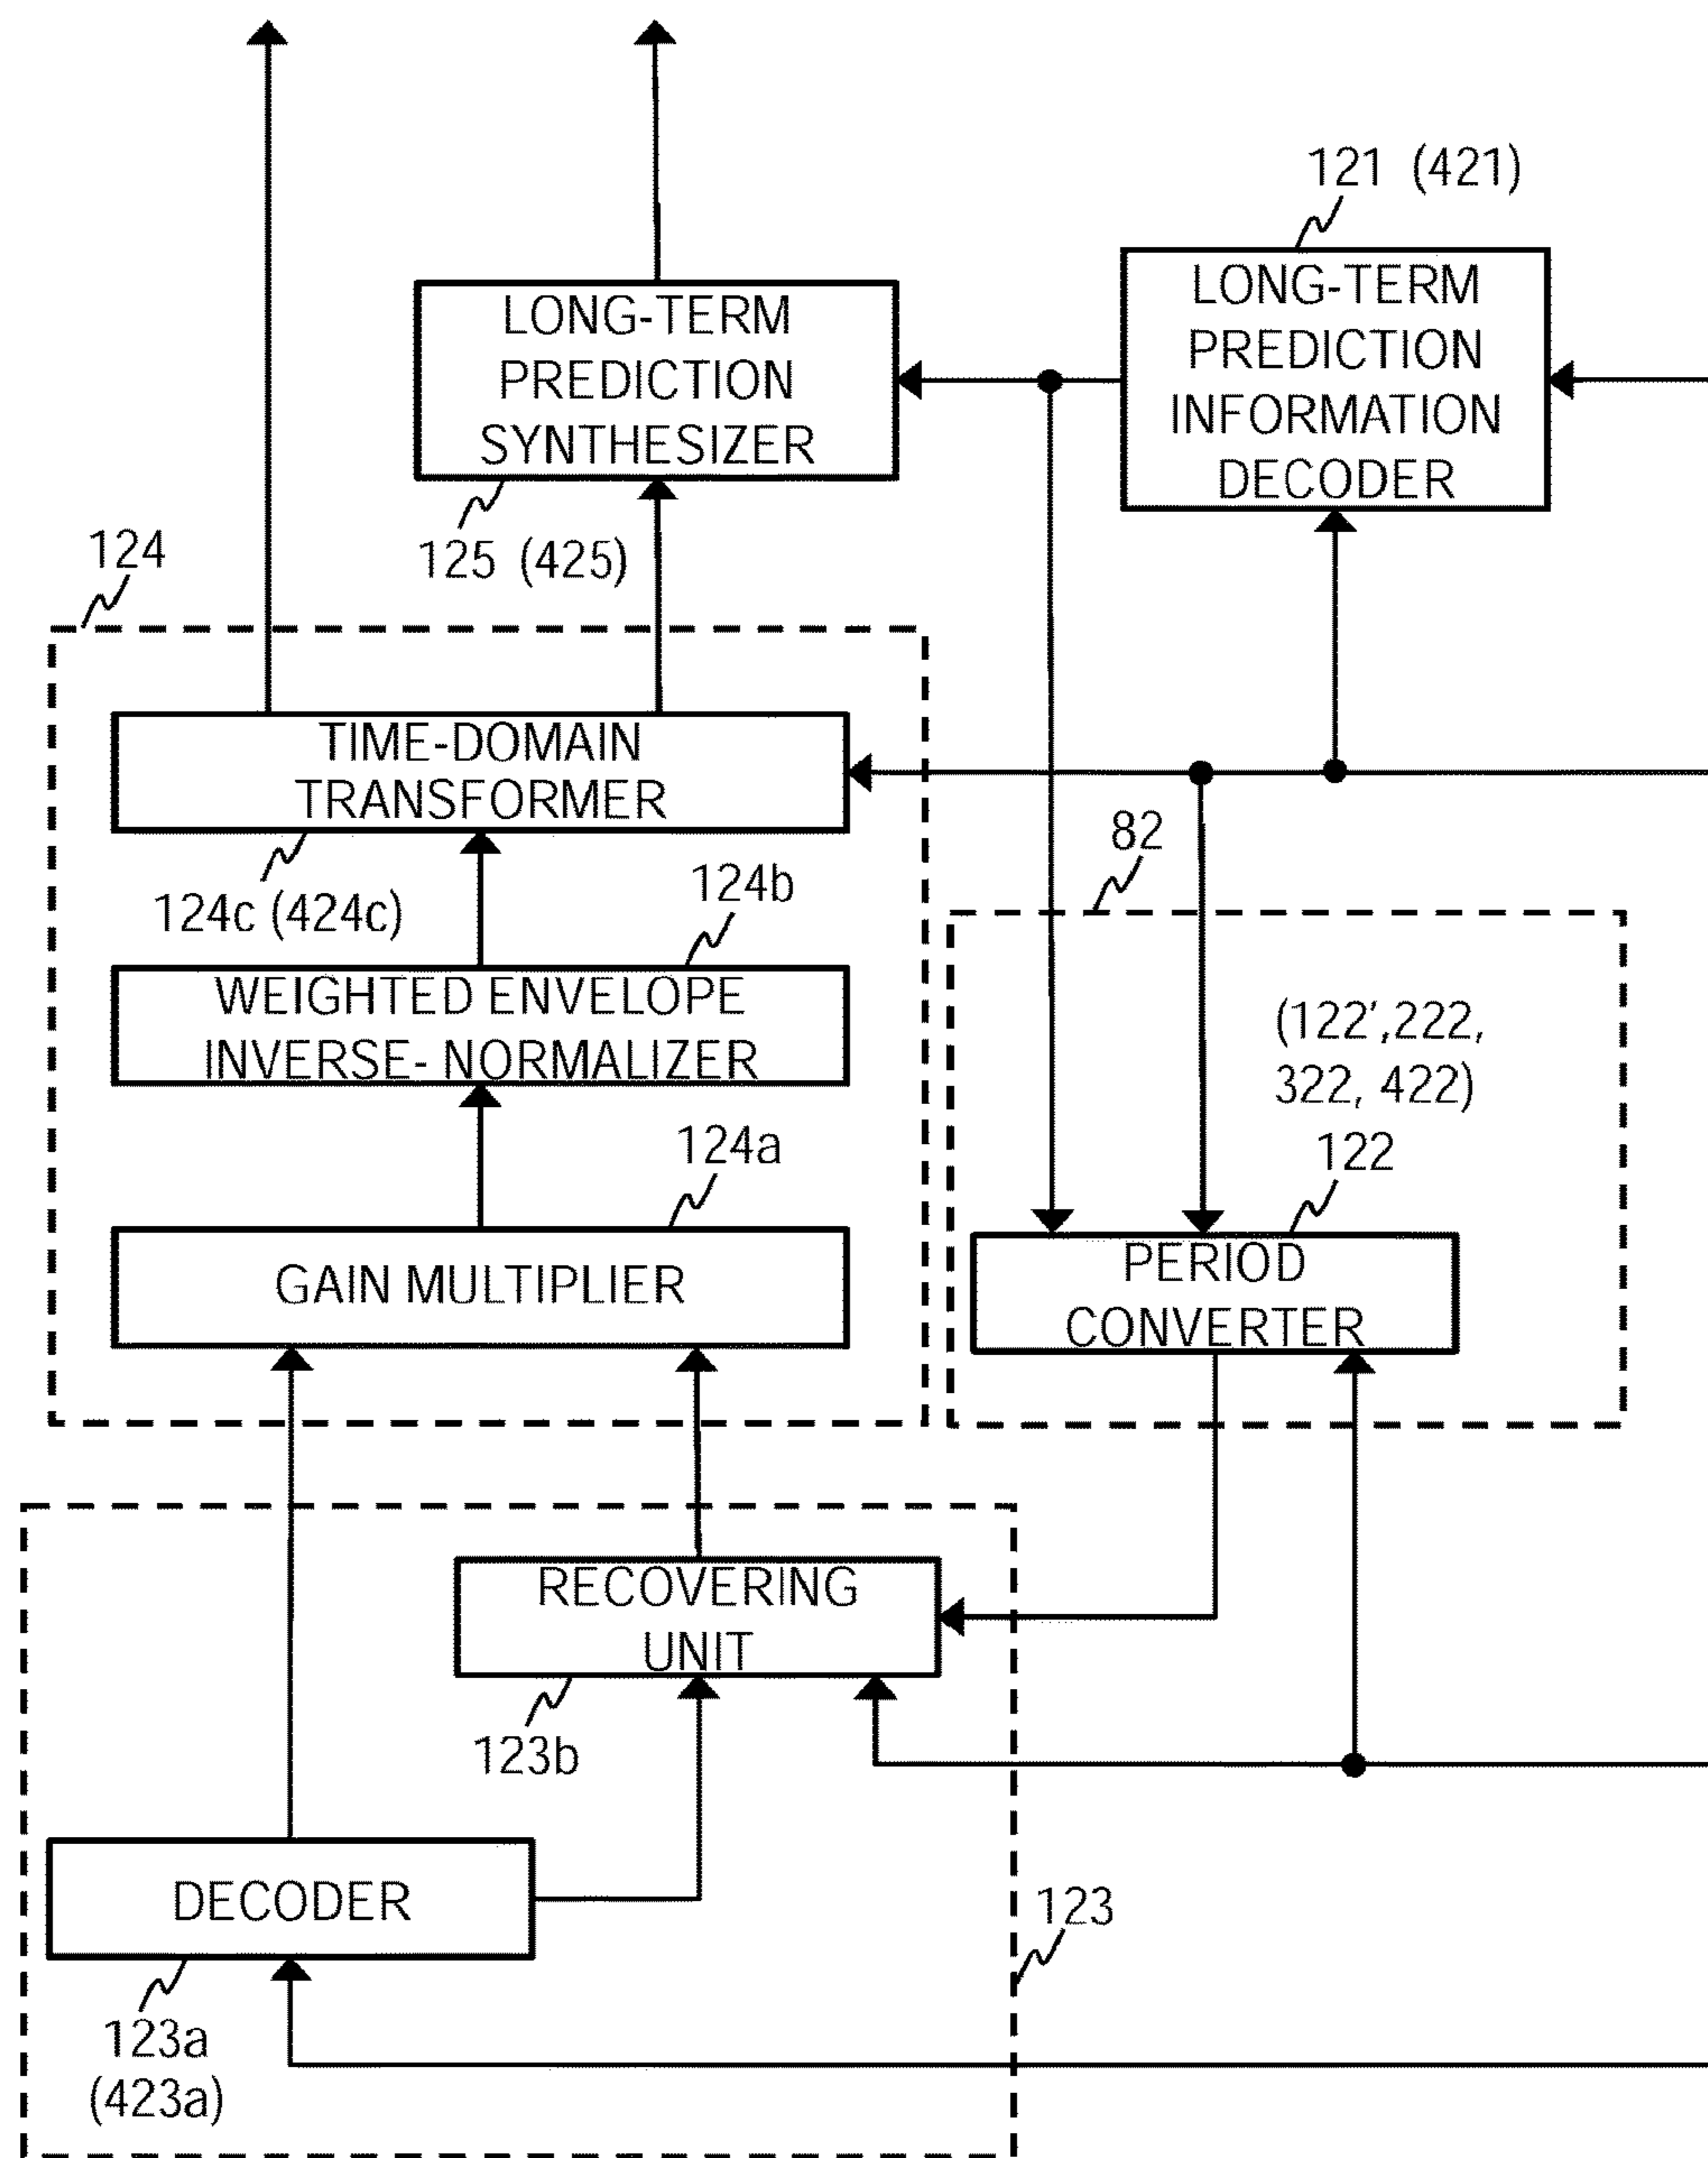 121 (421)
LONG-TERM
PREDICTION
SYNTHESIZER
LONG-TERM
PREDICTION
INFORMATION
DECODER
125 (425)
124
TIME-DOMAIN
TRANSFORMER
82
124c (424c)
124b
WEIGHTED ENVELOPE
INVERSE- NORMALIZER
(122',222,
322, 422)
122
124a
GAIN MULTIPLIER
PERIOD
CONVERTER
RECOVERING
UNIT
123b
DECODER
123
123a
(423a)